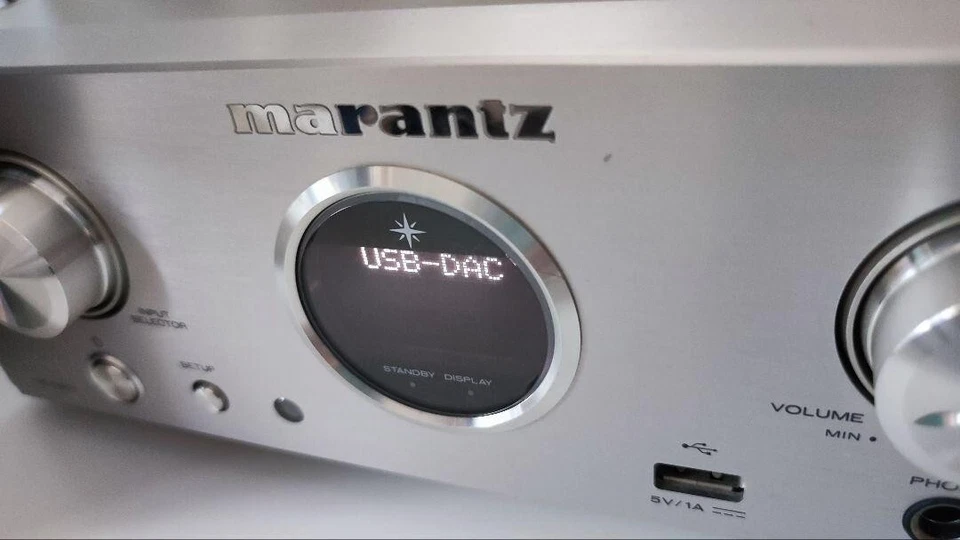 marantz
USB-DAC
INPUT
SELECTOR
SETUP
STANDBY DISPLAY
VOLUME
MIN
5V/1A